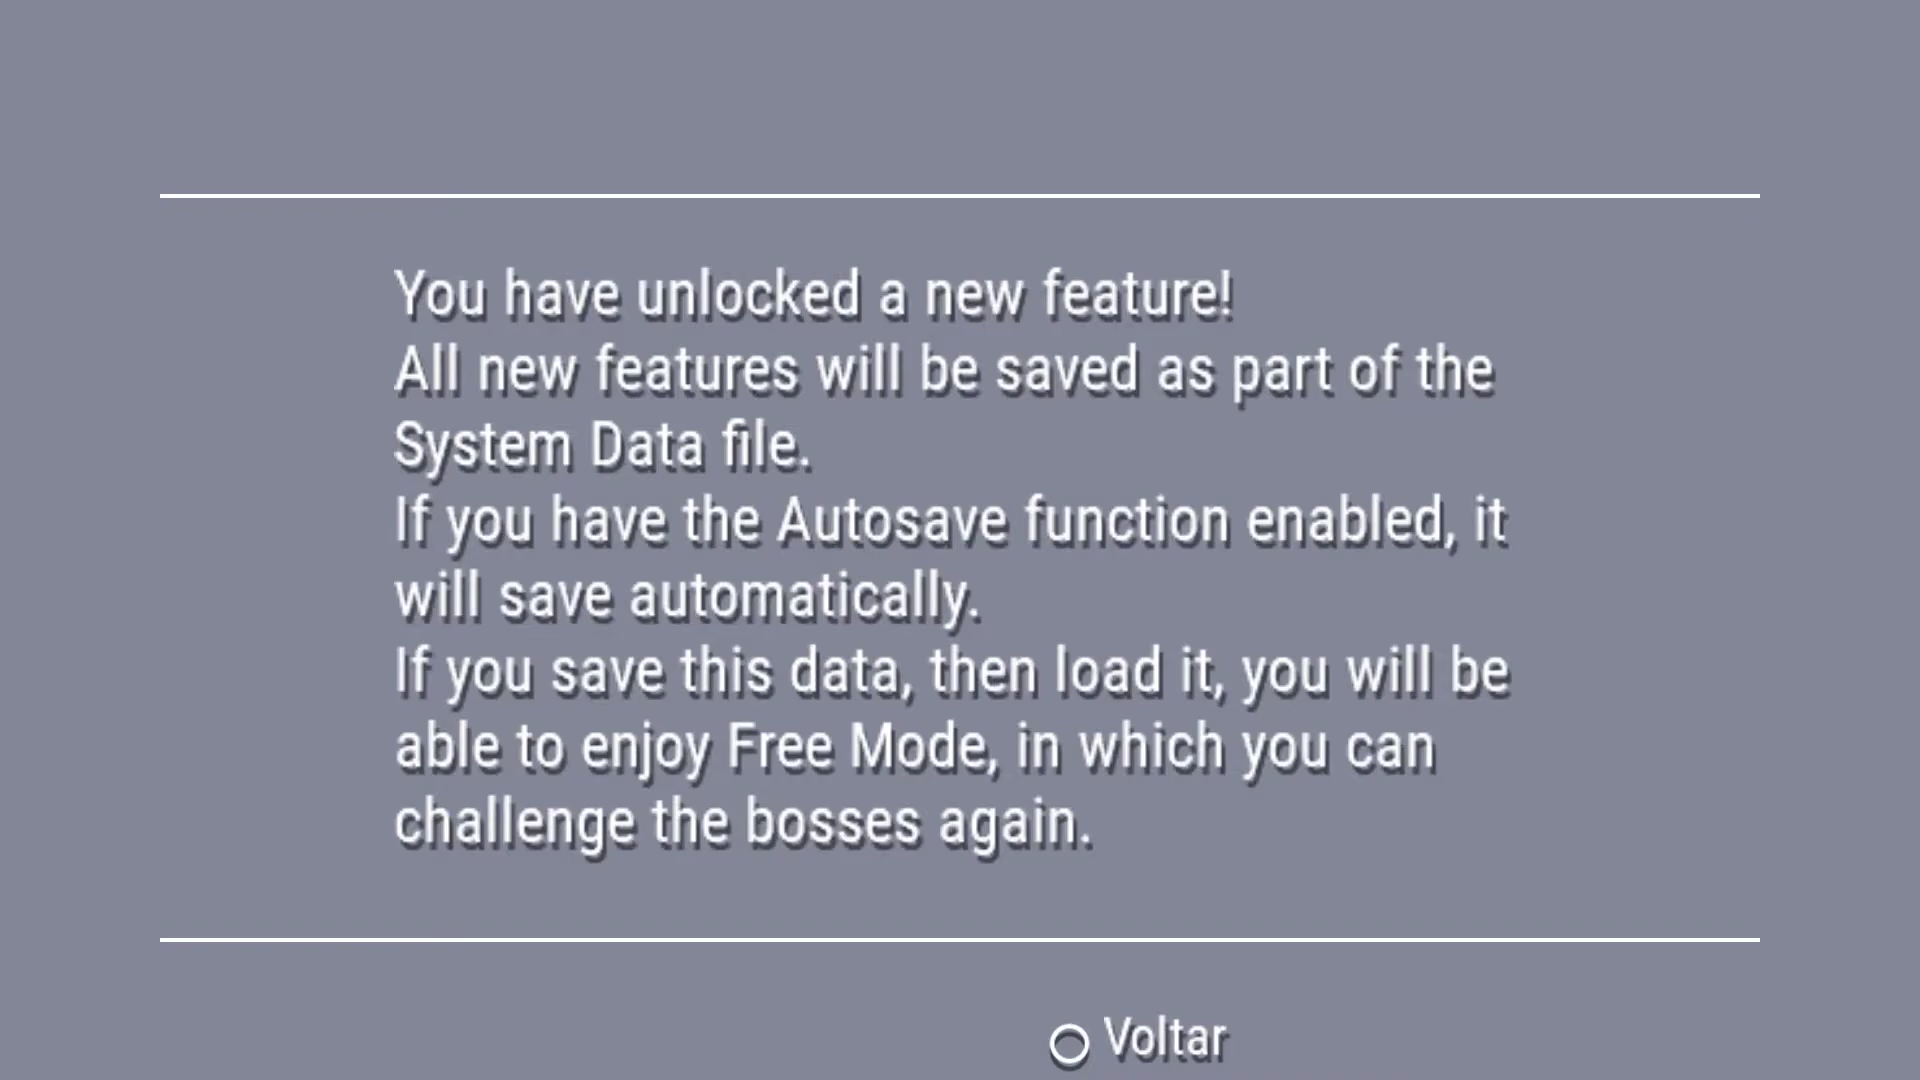 You have unlocked a new feature!
All new features will be saved as part of the
System Data file.
If you have the Autosave function enabled, it
will save automatically.
If you save this data, then load it, you will be
able to enjoy Free Mode, in which you can
challenge the bosses again.
Voltar